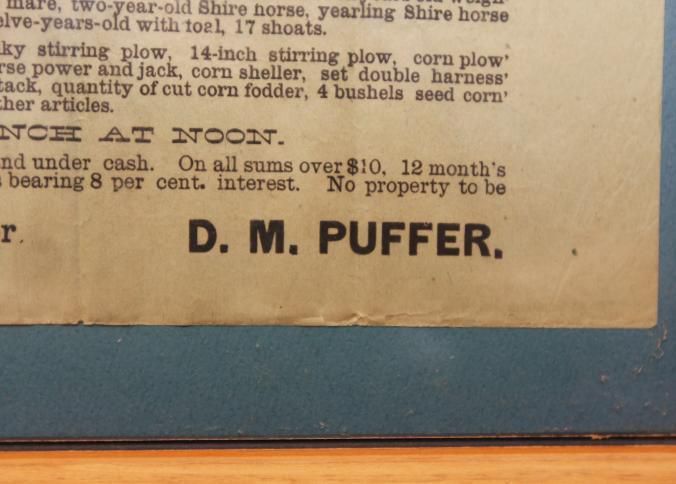 mare, two-year-old Shire horse, yearling Shire horse
elve-years-old with foal, 17 shoats.
ky stirring plow, 14-inch stirring plow, corn plow'
rse power and jack, corn sheller, set double harness'
tack, quantity of cut corn fodder, 4 bushels seed corn'
ther articles.
NCH AT NOON.
nd under cash. On all sums over $10, 12 month's
s bearing 8 per cent. interest. No property to be
r.
D. M. PUFFER.